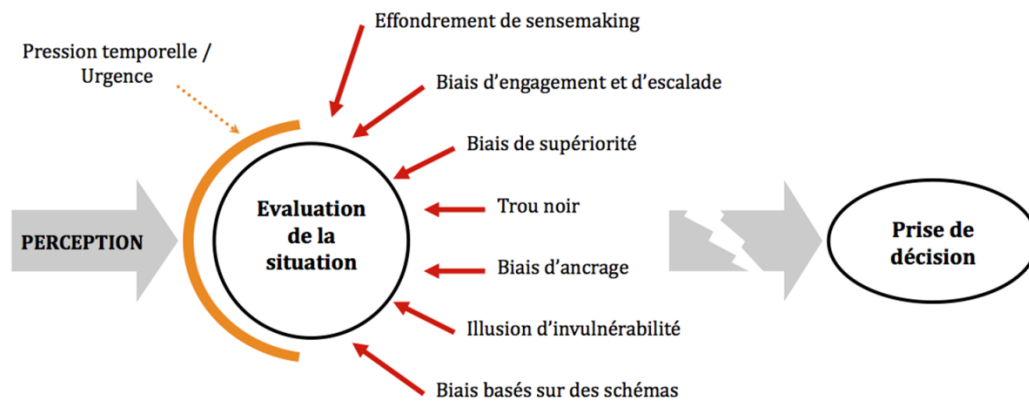 Effondrement de sensemaking
Pression temporelle /
Urgence
Biais d’engagement et d’escalade
Biais de supériorité
PERCEPTION
Evaluation
de la
situation
Trou noir
Biais d’ancrage
Illusion d’invulnérabilité
Biais basés sur des schémas
Prise de
décision